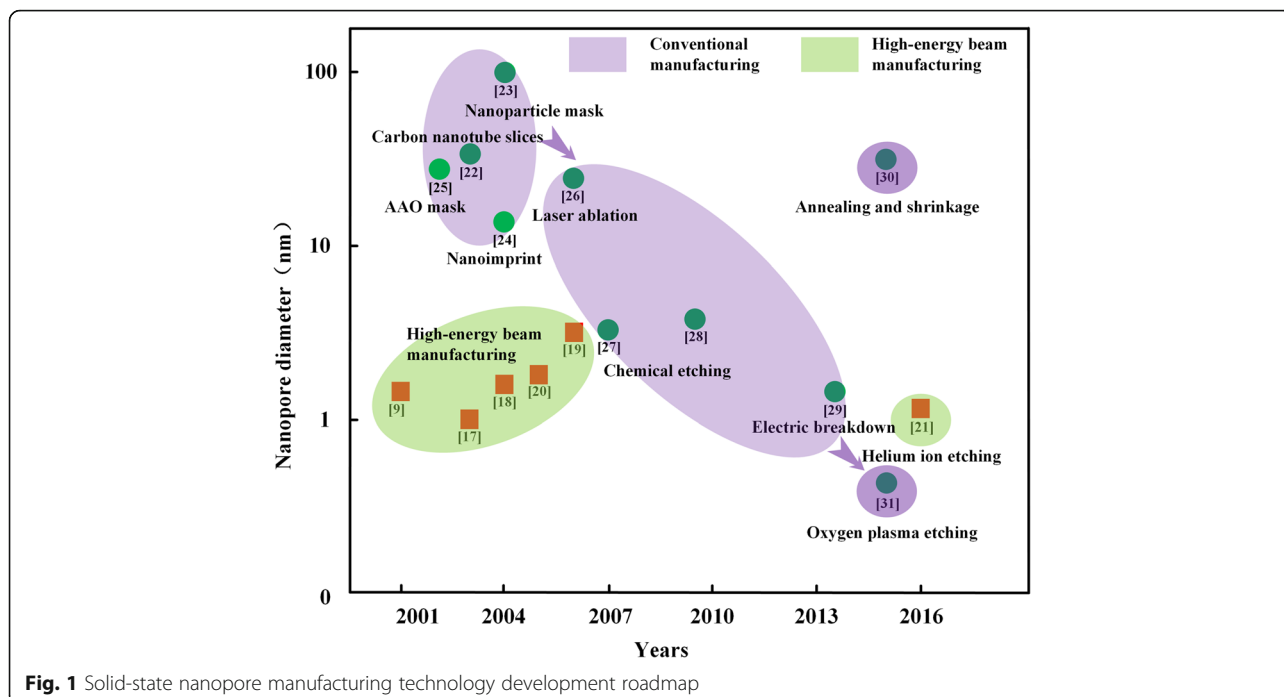 Conventional
manufacturing
High-energy beam
manufacturing
100
[23]
Nanoparticle mask
Carbon nanotube slices
[22]
[25]
AAO mask
[24]
Nanoimprint
[26]
Laser ablation
[30]
Annealing and shrinkage
10
Nanopore diameter（nm）
High-energy beam
manufacturing
[19]
[27]
[28]
Chemical etching
[20]
[18]
[9]
[17]
1
[29]
Electric breakdown
[21]
Helium ion etching
[31]
Oxygen plasma etching
0
2001
2004
2007
2010
2013
2016
Years
Fig. 1 Solid-state nanopore manufacturing technology development roadmap